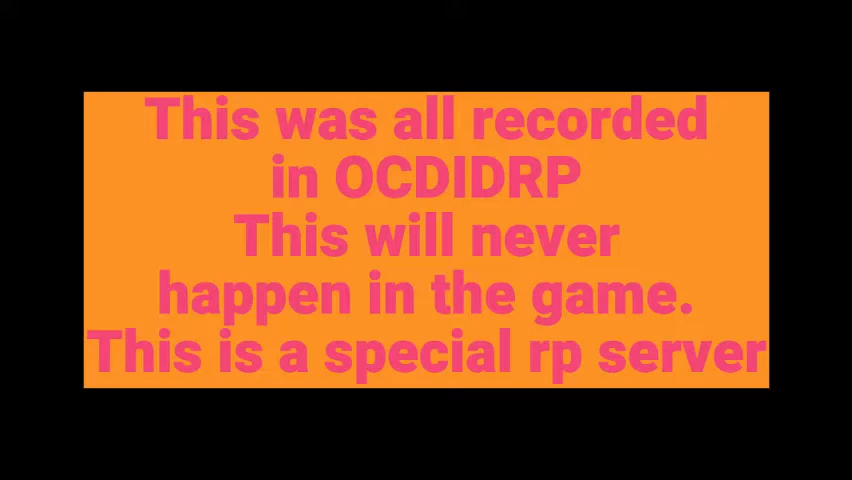 This was all recorded
in OCDIDRP
This will never
happen in the game.
This is a special rp server